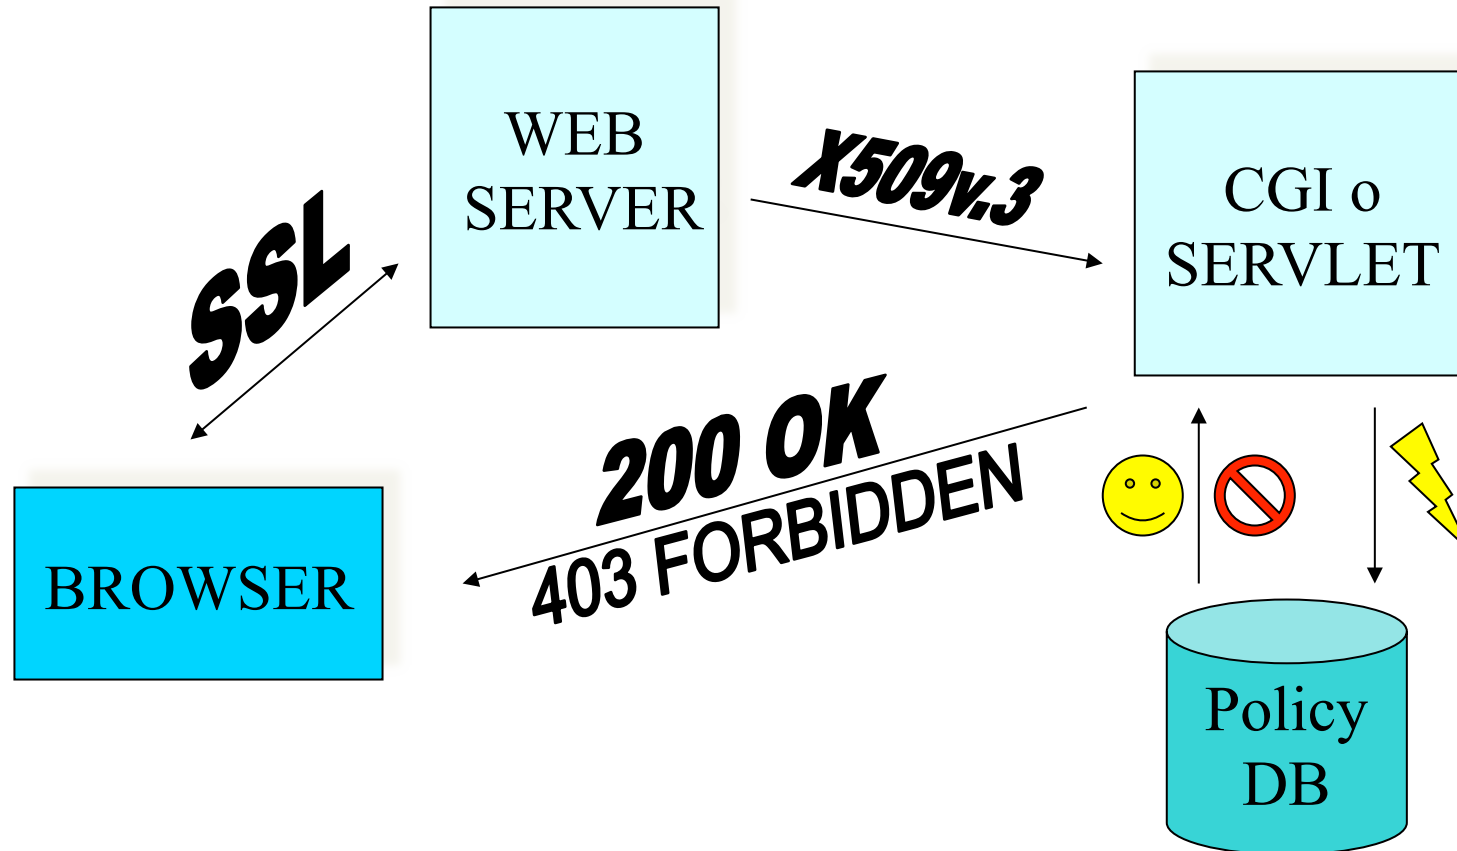 WEB
SERVER
X509v.3
CGI o
SERVLET
SSL
200 OK
403 FORBIDDEN
BROWSER
Policy
DB